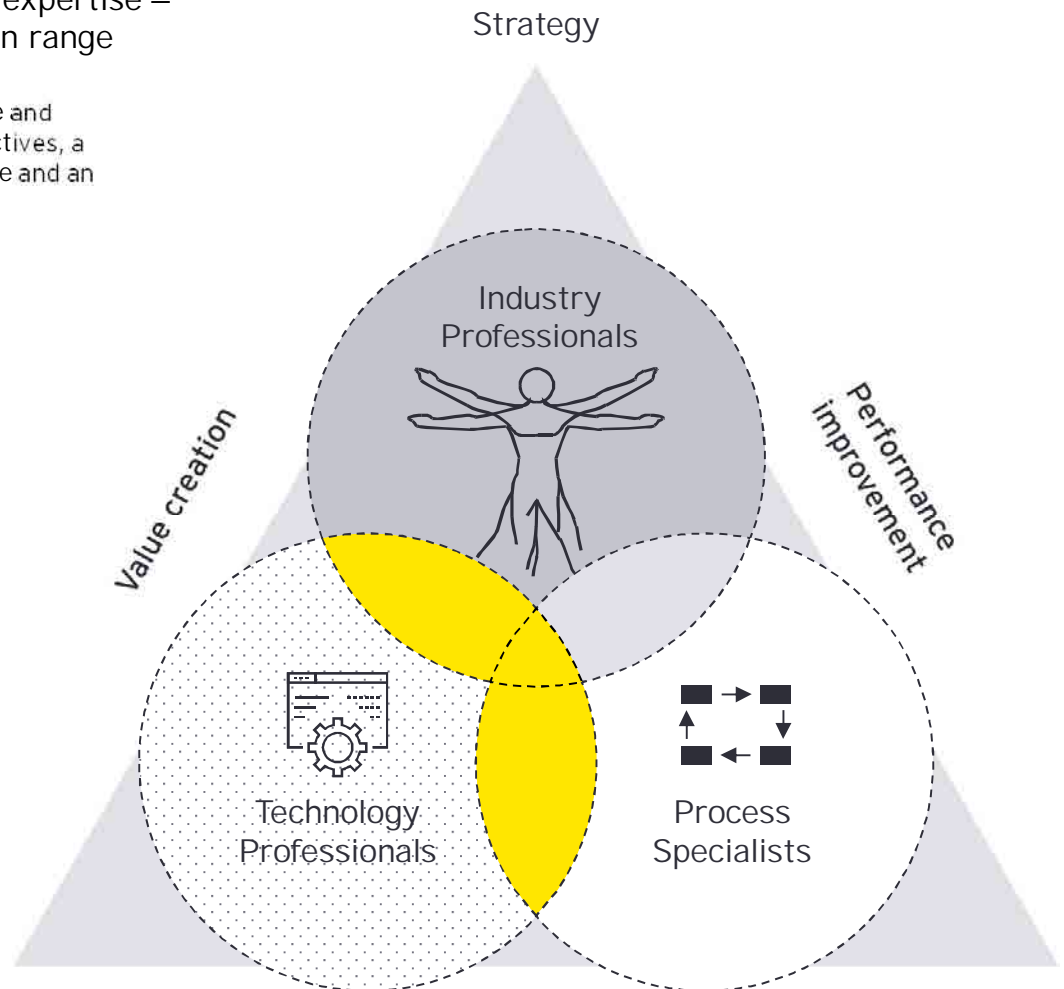 expertise –
n range
e and
ctives, a
e and an
Strategy
Industry
Professionals
Value creation
Performance
improvement
Technology
Professionals
Process
Specialists